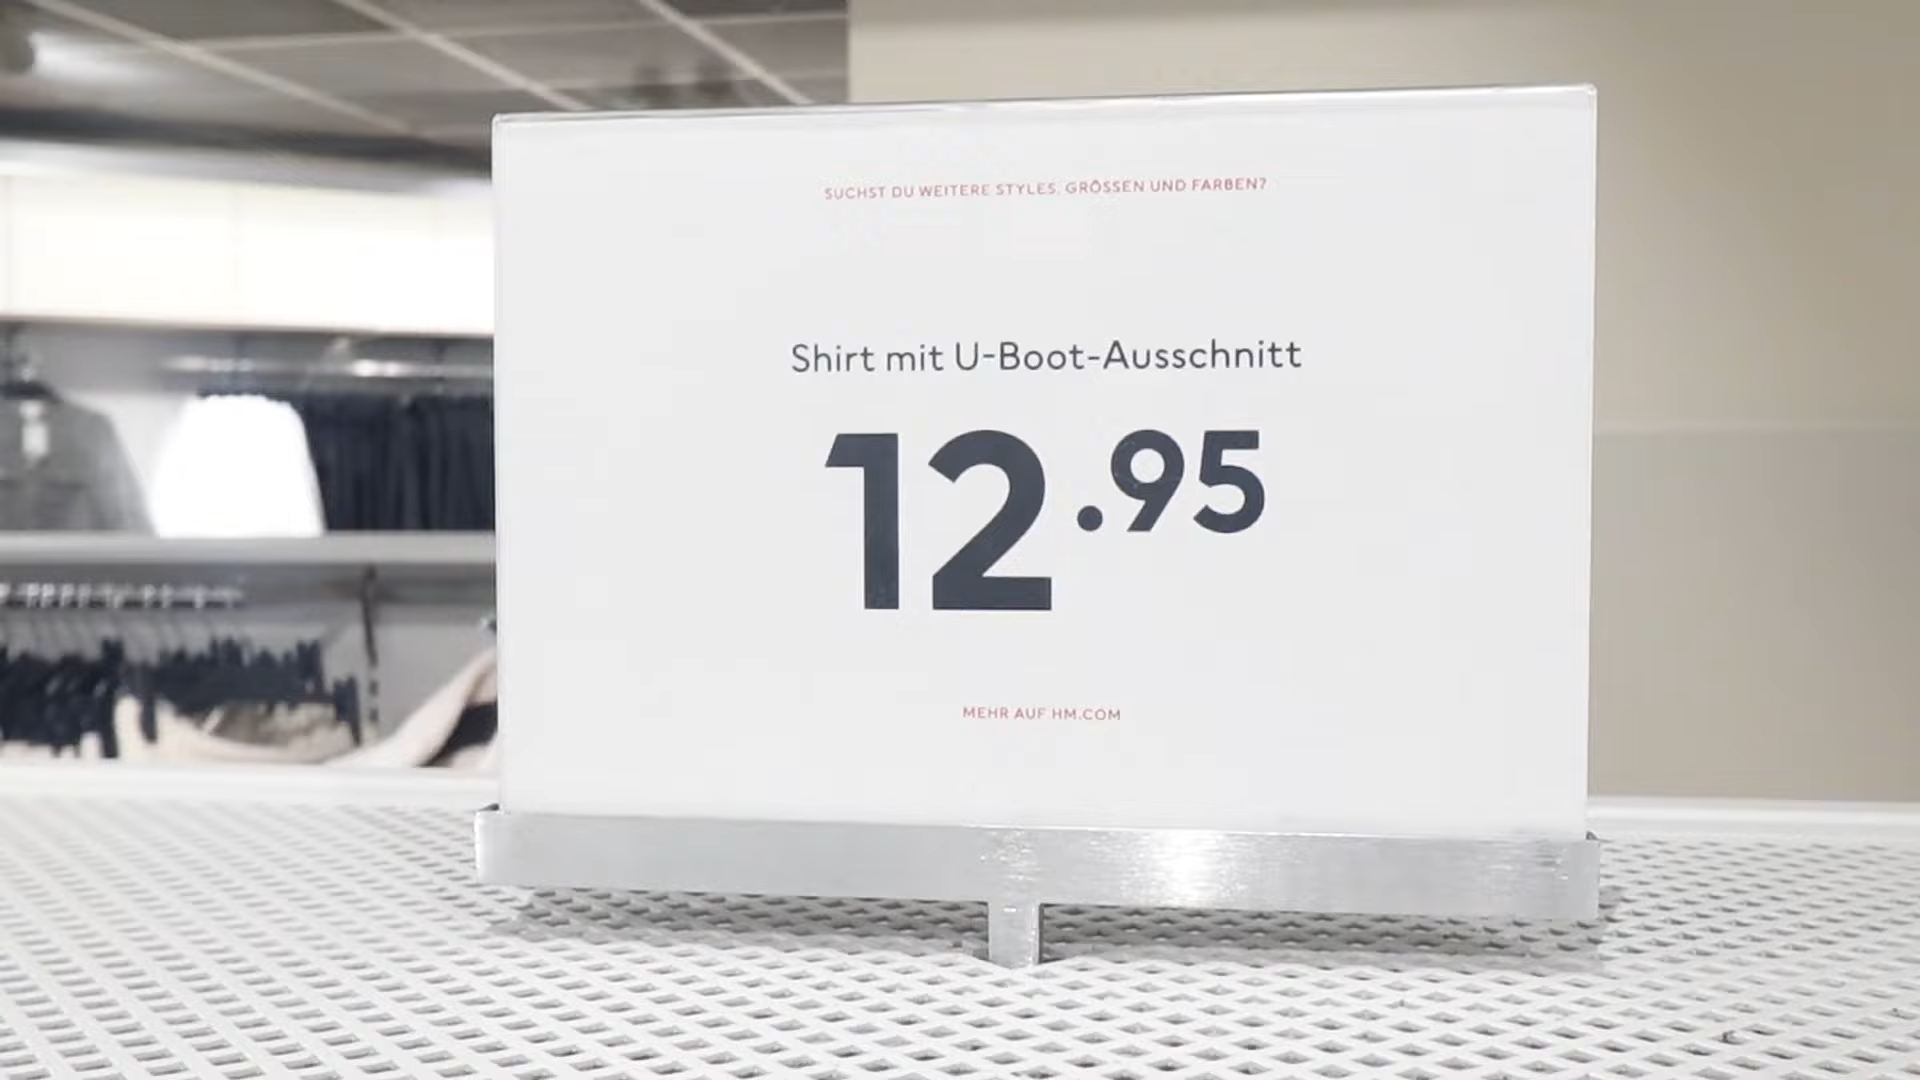 SUCHST DU WEITERE STYLES, GRÖSSEN UND FARBEN?
Shirt mit U-Boot-Ausschnitt
12.95
MEHR AUF HM.COM